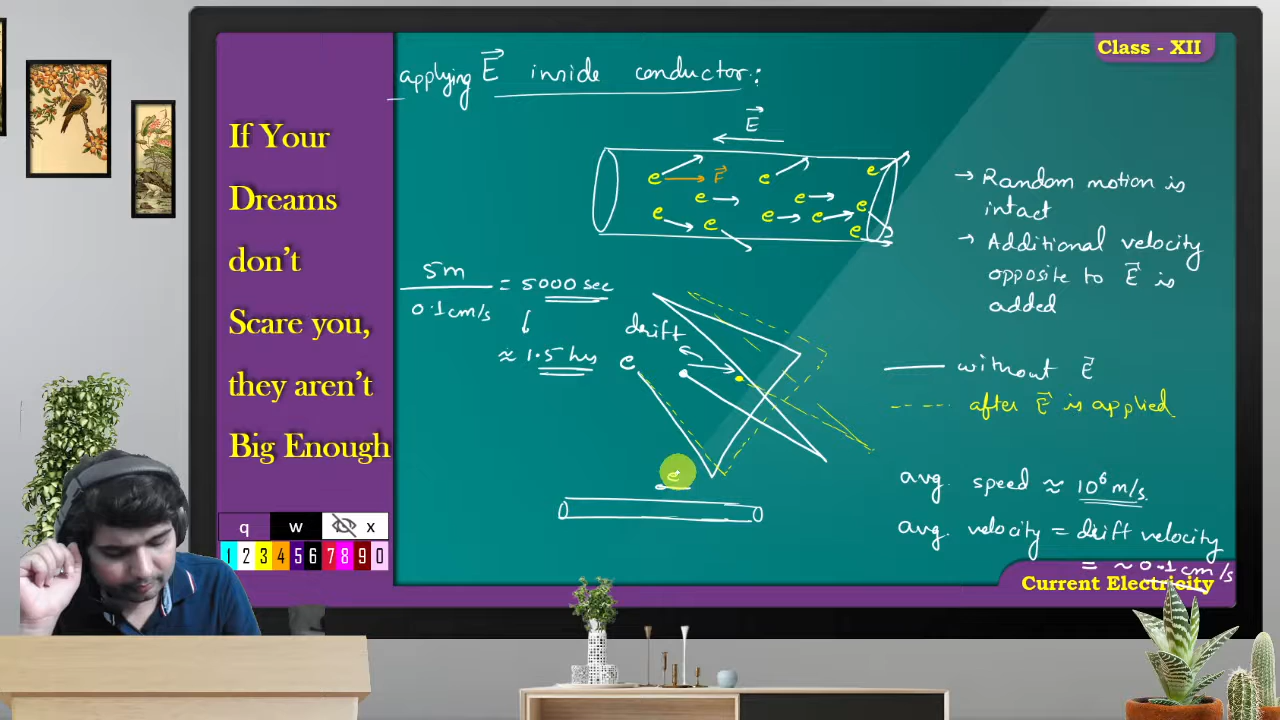 Class - XII
If Your
Dreams
don't
Scare you,
they aren't
Big Enough
applying E⃗ inside conductor:
E⃗
e F⃗ e e
e e e
e e e e e
→ Random motion is
intact
→ Additional velocity
opposite to E⃗ is
added
5m
0.1cm/s
= 5000 sec
↓
≈ 1.5 hrs
drift
e
—— without E⃗
---- after E⃗ is applied
e
avg. speed ≈ 10⁶ m/s.
avg. velocity = drift velocity
= ~ 0.1 cm/s
Current Electricity
q w x
1 2 3 4 5 6 7 8 9 0